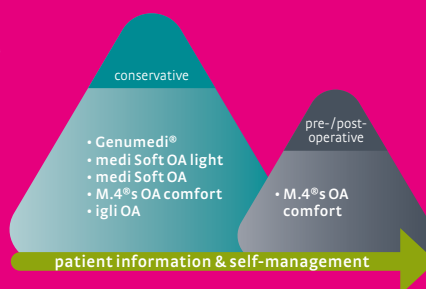 conservative
• Genumedi®
• medi Soft OA light
• medi Soft OA
• M.4®s OA comfort
• igli OA
pre-/post-
operative
• M.4®s OA
comfort
patient information & self-management